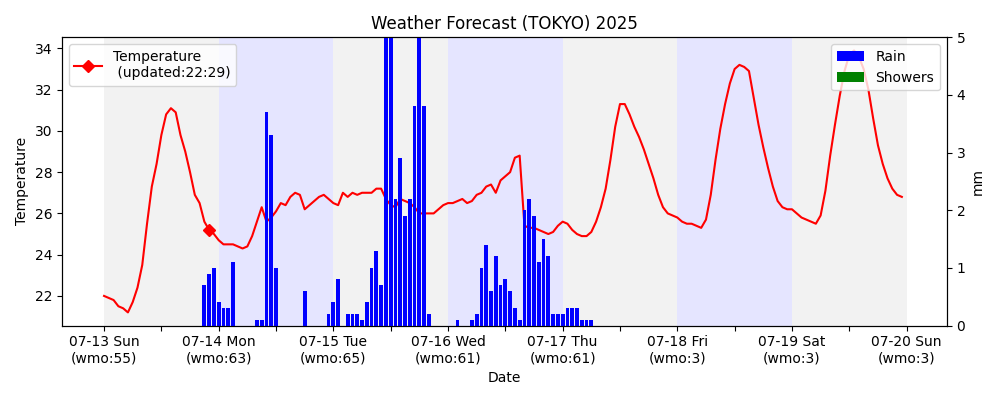 Weather Forecast (TOKYO) 2025
Temperature
(updated:22:29)
Rain
Showers
Temperature
34
32
30
28
26
24
22
5
4
3
2
1
0
mm
07-13 Sun
(wmo:55)
07-14 Mon
(wmo:63)
07-15 Tue
(wmo:65)
07-16 Wed
(wmo:61)
07-17 Thu
(wmo:61)
07-18 Fri
(wmo:3)
07-19 Sat
(wmo:3)
07-20 Sun
(wmo:3)
Date